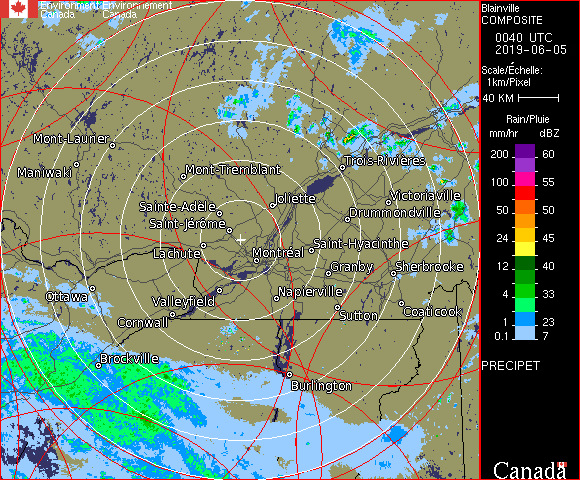 Environment Environnement
Canada Canada
Blainville
COMPOSITE
0040 UTC
2019-06-05
Scale/Échelle:
1km/Pixel
40 KM
Rain/Pluie
mm/hr dBZ
200 60
100 55
50 50
24 45
12 40
8 33
4 28
1 23
0.1 7
PRECIPET
Canada
Mont-Laurier
Maniwaki
Mont-Tremblant
Trois-Rivières
Sainte-Adèle
Joliette
Victoriaville
Saint-Jérôme
Drummondville
Lachute
Montréal
Saint-Hyacinthe
Granby
Sherbrooke
Ottawa
Valleyfield
Napierville
Cornwall
Sutton
Coaticook
Brockville
Burlington